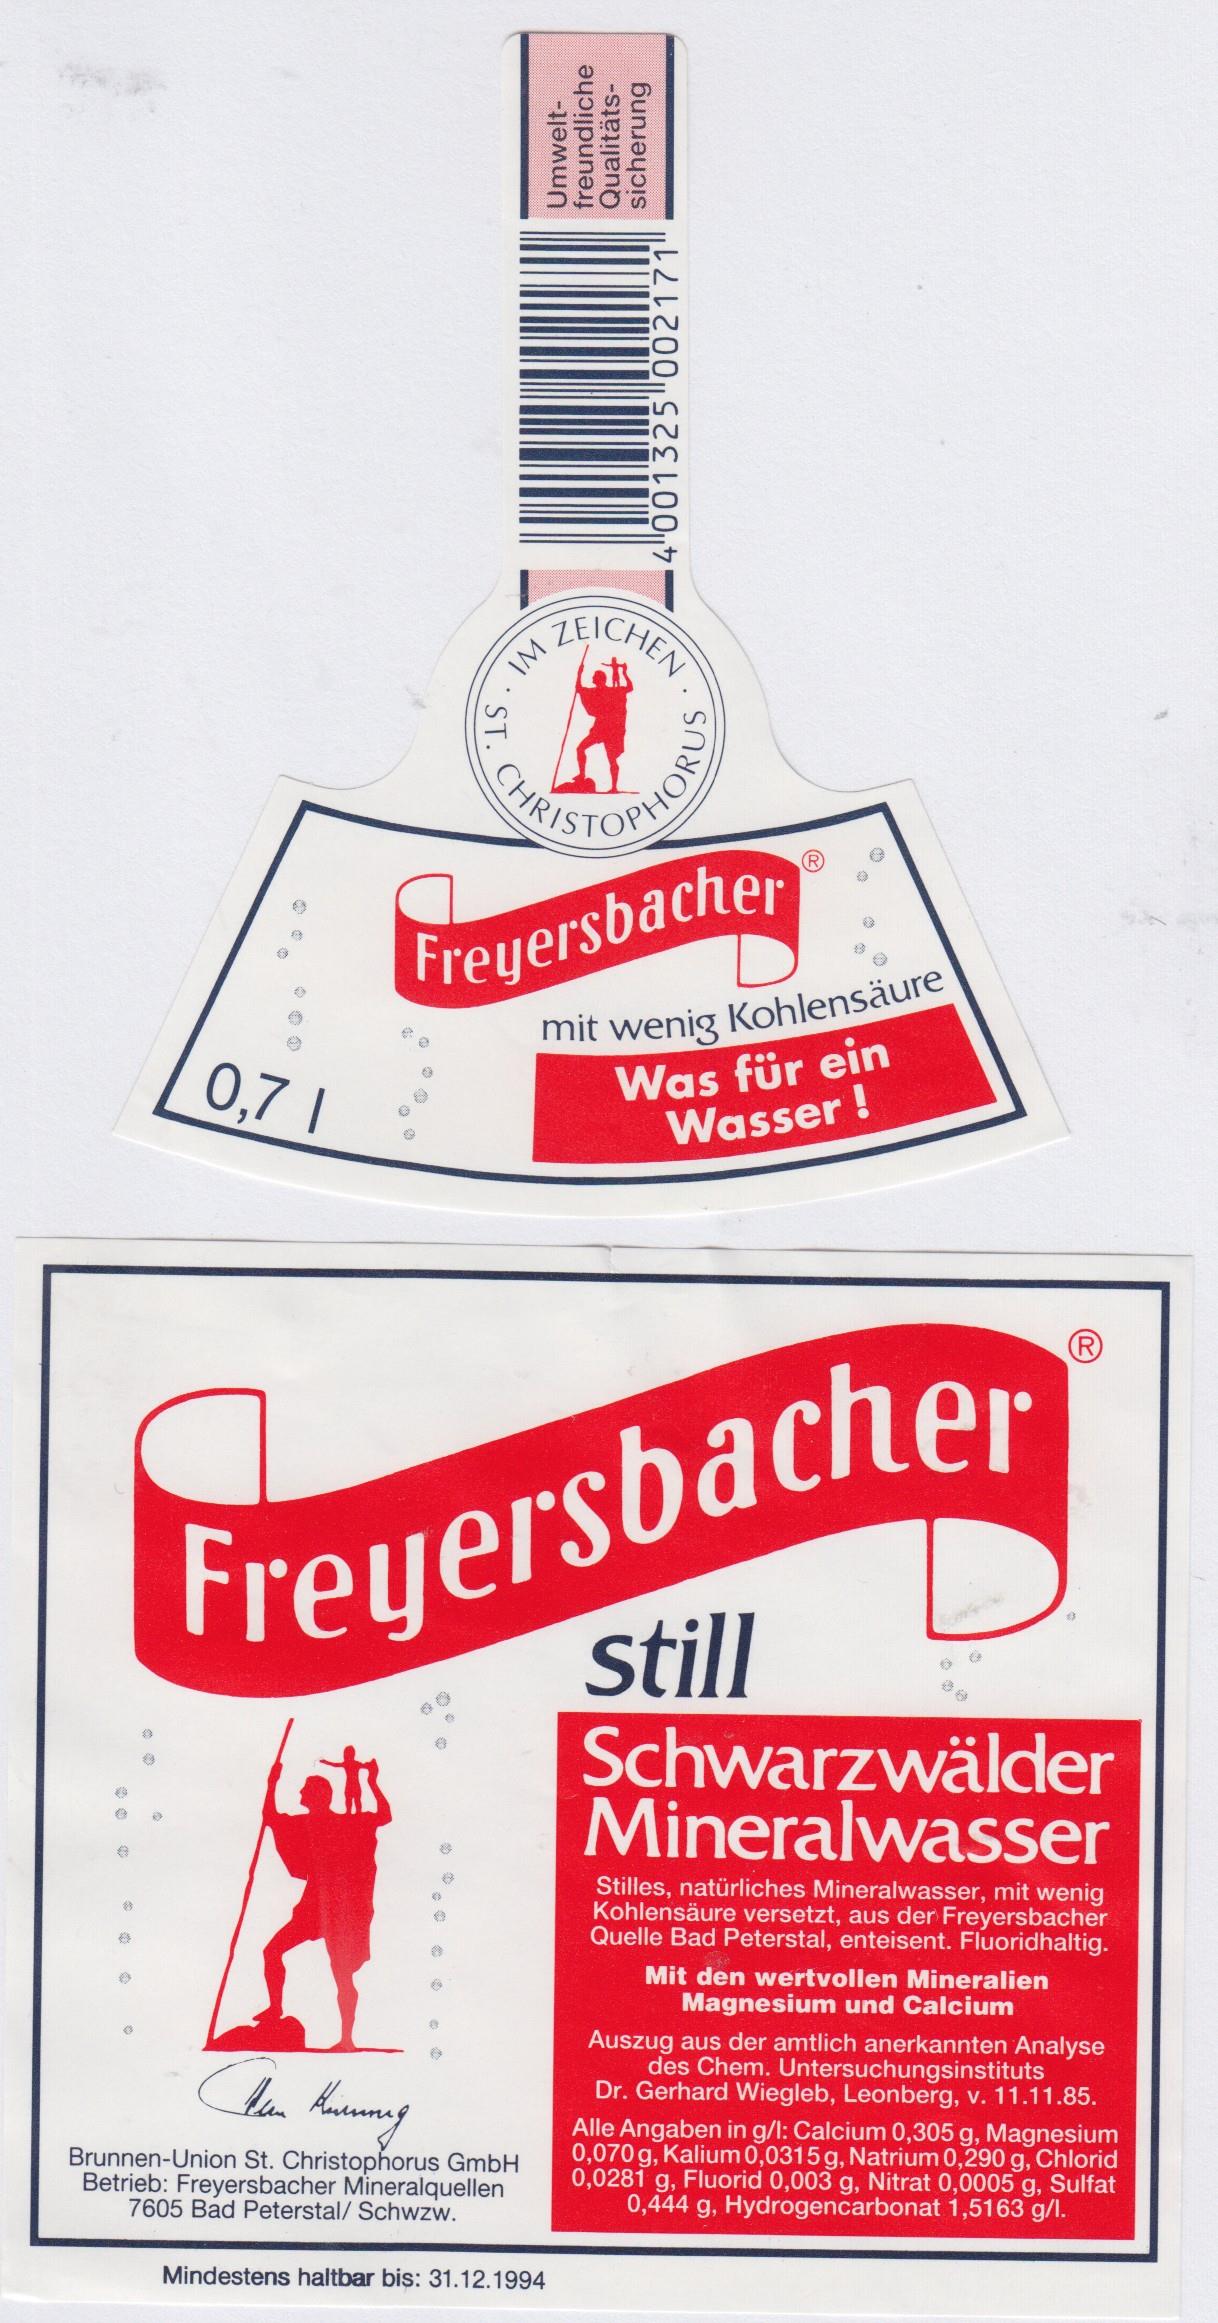 Umwelt-
freundliche
Qualitäts-
sicherung
4 001325 002171
· IM ZEICHEN ·
ST. CHRISTOPHORUS
Freyersbacher ®
mit wenig Kohlensäure
Was für ein
Wasser!
0,7 l
Freyersbacher ®
still
Schwarzwälder
Mineralwasser
Stilles, natürliches Mineralwasser, mit wenig
Kohlensäure versetzt, aus der Freyersbacher
Quelle Bad Peterstal, enteisent. Fluoridhaltig.
Mit den wertvollen Mineralien
Magnesium und Calcium
Auszug aus der amtlich anerkannten Analyse
des Chem. Untersuchungsinstituts
Dr. Gerhard Wiegleb, Leonberg, v. 11.11.85.
Alle Angaben in g/l: Calcium 0,305 g, Magnesium
0,070 g, Kalium 0,0315 g, Natrium 0,290 g, Chlorid
0,0281 g, Fluorid 0,003 g, Nitrat 0,0005 g, Sulfat
0,444 g, Hydrogencarbonat 1,5163 g/l.
Brunnen-Union St. Christophorus GmbH
Betrieb: Freyersbacher Mineralquellen
7605 Bad Peterstal/ Schwzw.
Mindestens haltbar bis: 31.12.1994